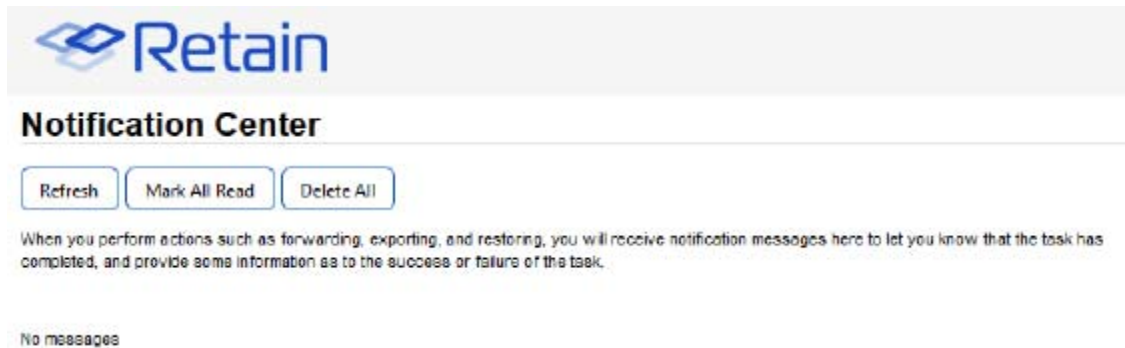 Retain
Notification Center
Refresh Mark All Read Delete All
When you perform actions such as forwarding, exporting, and restoring, you will receive notification messages here to let you know that the task has
completed, and provide some information as to the success or failure of the task.
No messages